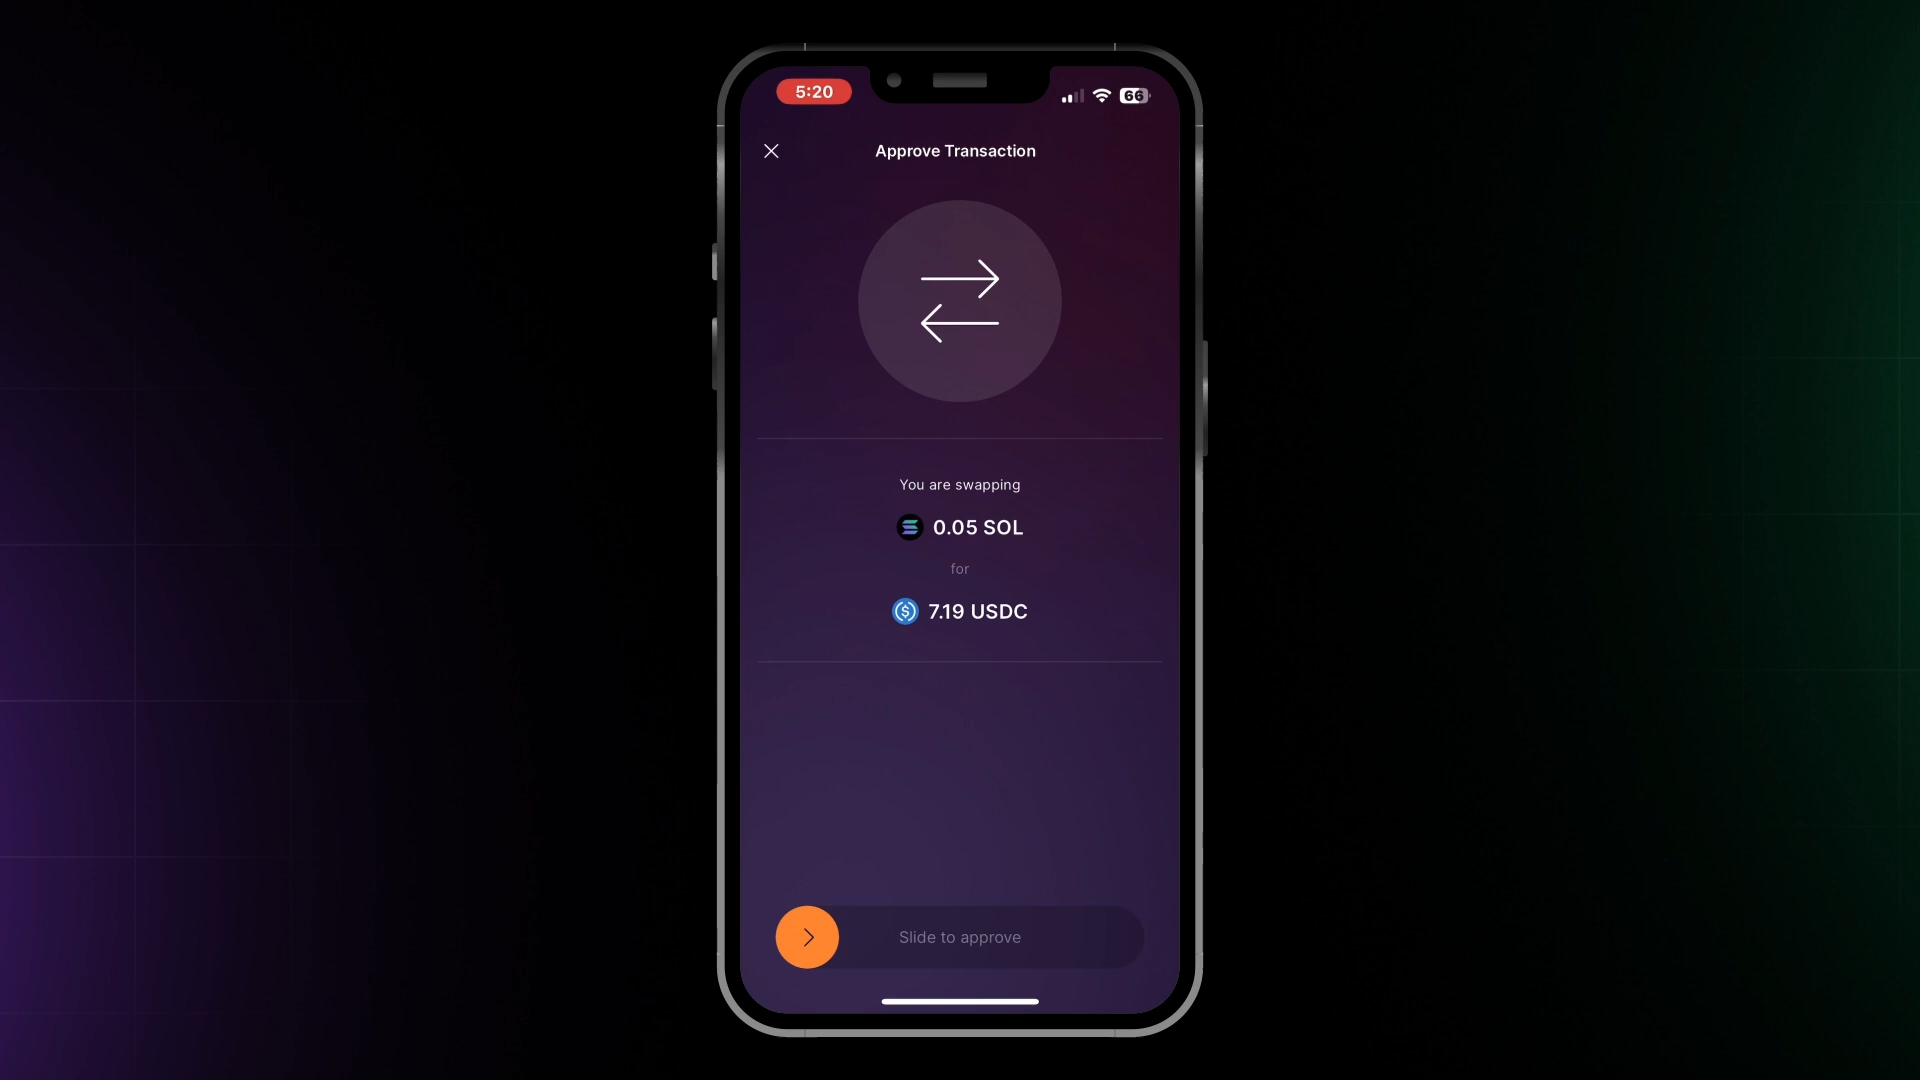 5:20
66
Approve Transaction
You are swapping
0.05 SOL
for
7.19 USDC
Slide to approve